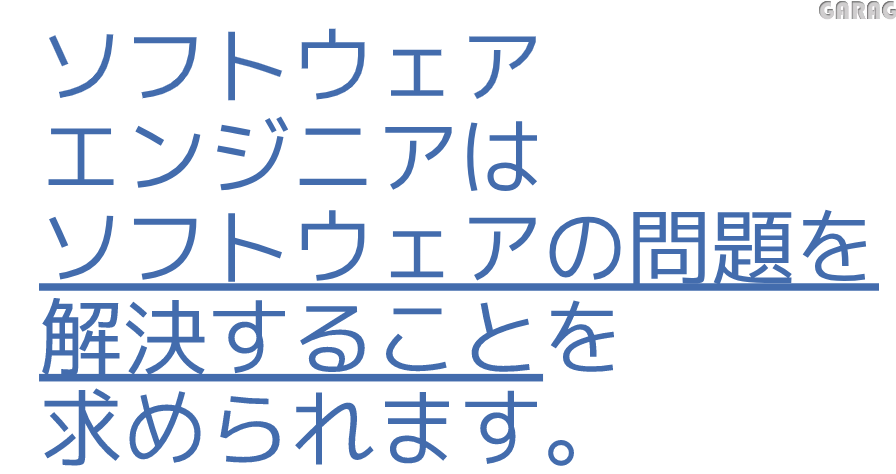 GARAG
ソフトウェア
エンジニアは
ソフトウェアの問題を
解決することを
求められます。